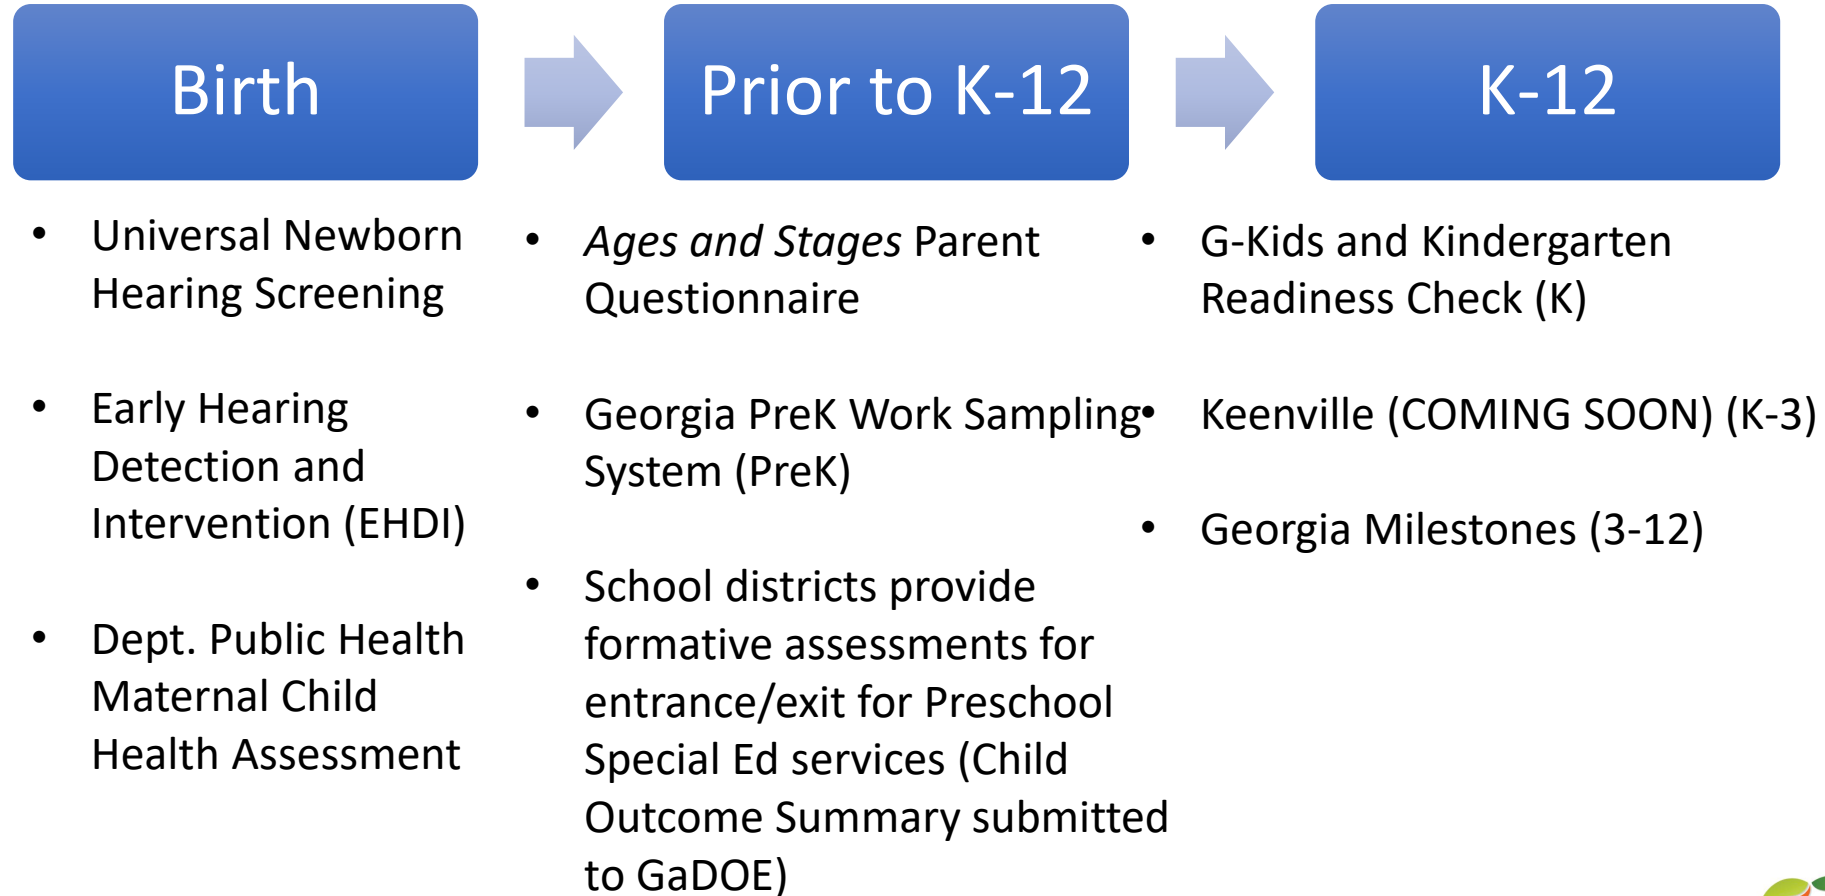 Birth
Prior to K-12
K-12
• Universal Newborn
Hearing Screening
• Early Hearing
Detection and
Intervention (EHDI)
• Dept. Public Health
Maternal Child
Health Assessment
• Ages and Stages Parent
Questionnaire
• Georgia PreK Work Sampling
System (PreK)
• School districts provide
formative assessments for
entrance/exit for Preschool
Special Ed services (Child
Outcome Summary submitted
to GaDOE)
• G-Kids and Kindergarten
Readiness Check (K)
• Keenville (COMING SOON) (K-3)
• Georgia Milestones (3-12)